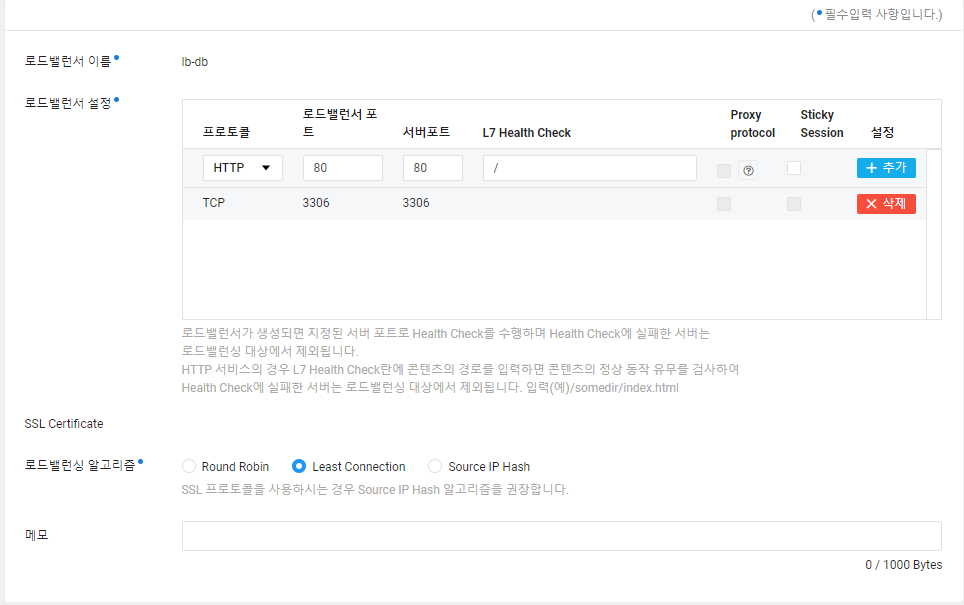 (•필수입력 사항입니다.)
로드밸런서 이름• lb-db
로드밸런서 설정•
프로토콜 로드밸런서 포트 서버포트 L7 Health Check Proxy protocol Sticky Session 설정
HTTP 80 80 / ? + 추가
TCP 3306 3306 × 삭제
로드밸런서가 생성되면 지정된 서버 포트로 Health Check를 수행하며 Health Check에 실패한 서버는
로드밸런싱 대상에서 제외됩니다.
HTTP 서비스의 경우 L7 Health Check란에 콘텐츠의 경로를 입력하면 콘텐츠의 정상 동작 유무를 검사하여
Health Check에 실패한 서버는 로드밸런싱 대상에서 제외됩니다. 입력(예)/somedir/index.html
SSL Certificate
로드밸런싱 알고리즘• Round Robin Least Connection Source IP Hash
SSL 프로토콜을 사용하시는 경우 Source IP Hash 알고리즘을 권장합니다.
메모
0 / 1000 Bytes